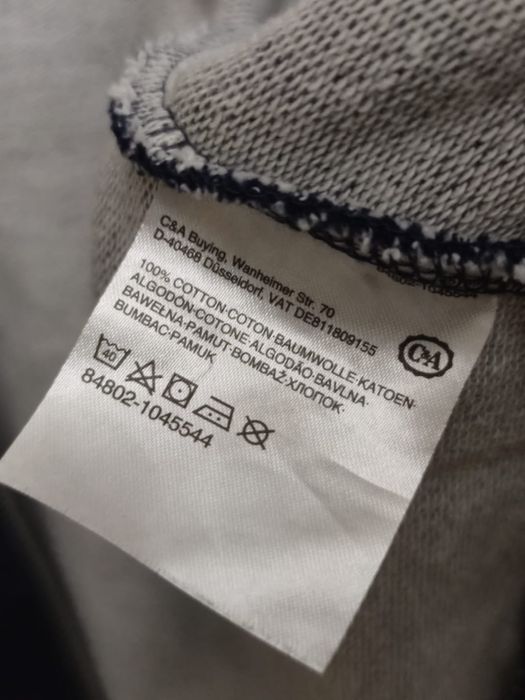 C&A Buying, Wanheimer Str. 70
D-40468 Düsseldorf, VAT DE811809155
100% COTTON·COTON·BAUMWOLLE·KATOEN·
ALGODÓN·COTONE·ALGODÃO·BAVLNA·
BAWEŁNA·PAMUT·BOMBAŽ·ХЛОПОК·
BUMBAC·PAMUK
C&A
40
84802-1045544